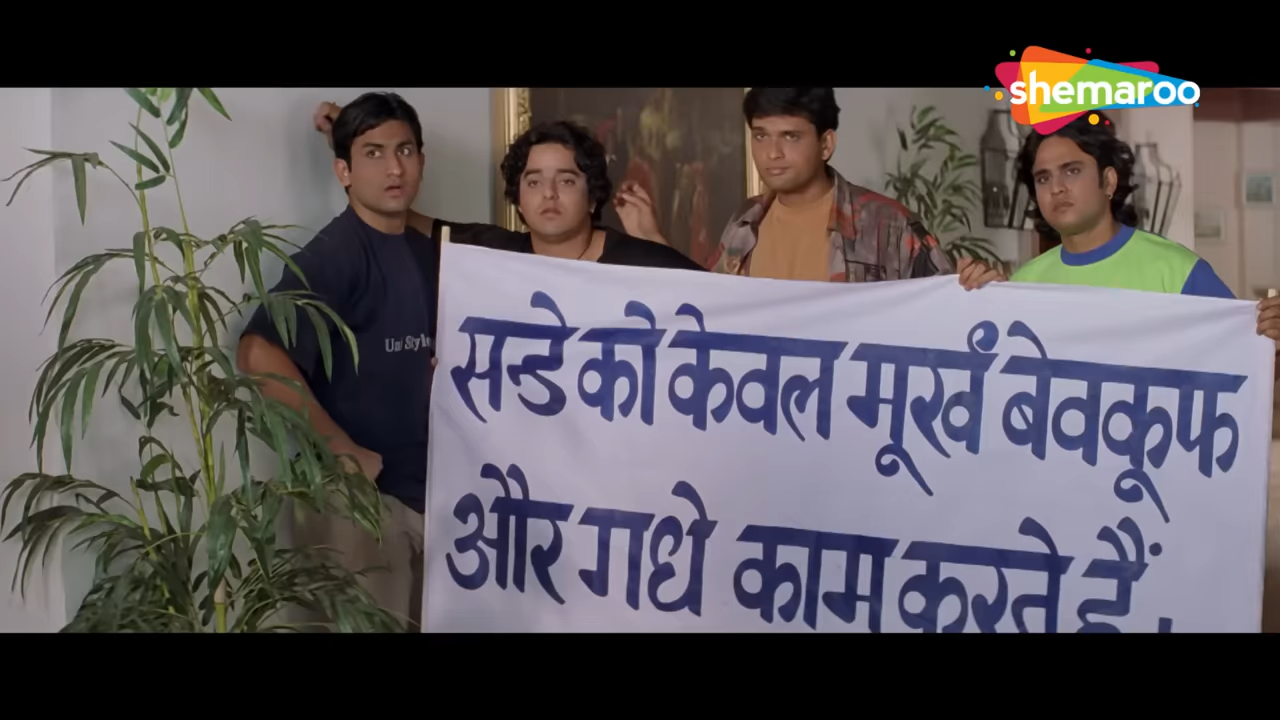 shemaroo
सन्डे को केवल मूर्ख बेवकूफ
और गधे काम करते हैं.